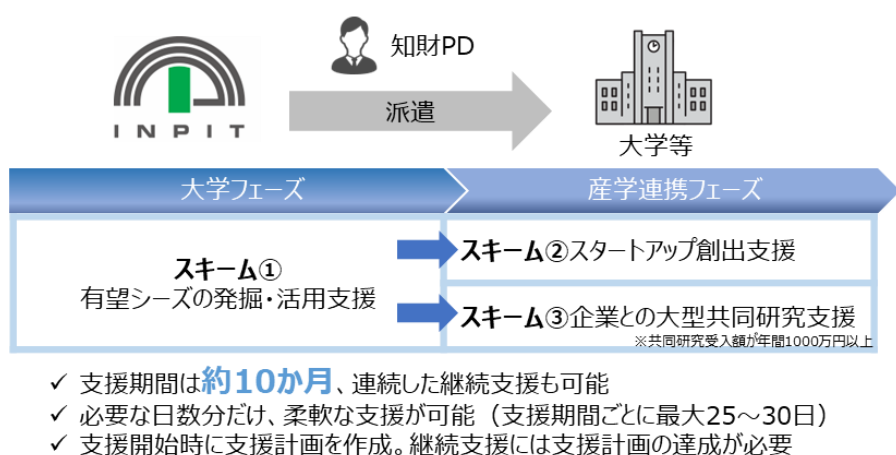 知財PD
INPIT
派遣
大学等
大学フェーズ
産学連携フェーズ
スキーム①
有望シーズの発掘・活用支援
スキーム②スタートアップ創出支援
スキーム③企業との大型共同研究支援
※共同研究受入額が年間1000万円以上
✓ 支援期間は約10か月、連続した継続支援も可能
✓ 必要な日数分だけ、柔軟な支援が可能（支援期間ごとに最大25～30日）
✓ 支援開始時に支援計画を作成。継続支援には支援計画の達成が必要